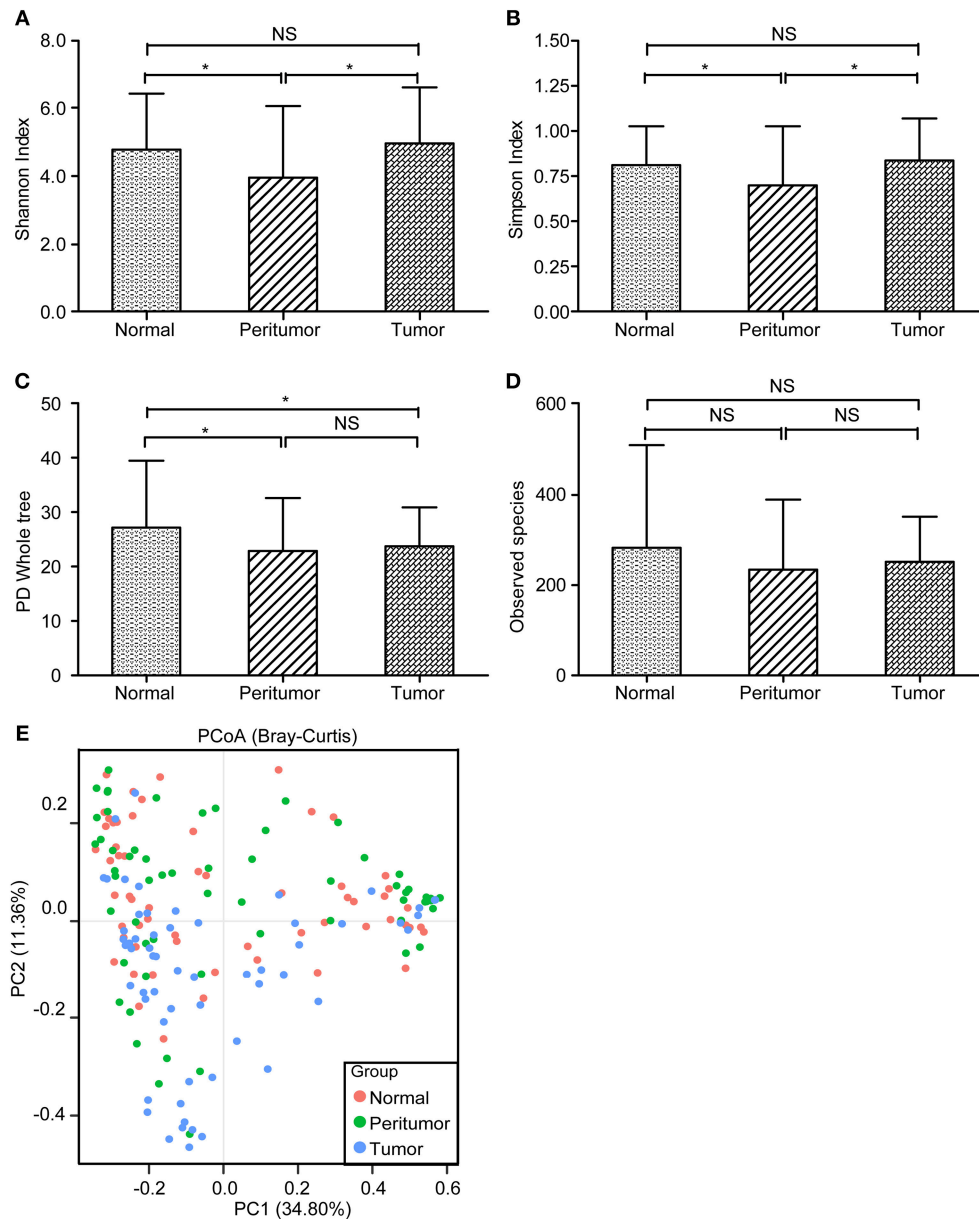 A
NS
*
*
8.0
6.0
4.0
2.0
0.0
Shannon Index
Normal
Peritumor
Tumor
B
NS
*
*
1.50
1.25
1.00
0.75
0.50
0.25
0.00
Simpson Index
Normal
Peritumor
Tumor
C
*
*
NS
50
40
30
20
10
0
PD Whole tree
Normal
Peritumor
Tumor
D
NS
NS
NS
600
400
200
0
Observed species
Normal
Peritumor
Tumor
E
PCoA (Bray-Curtis)
0.2
0.0
-0.2
-0.4
PC2 (11.36%)
-0.2
0.0
0.2
0.4
0.6
PC1 (34.80%)
Group
Normal
Peritumor
Tumor